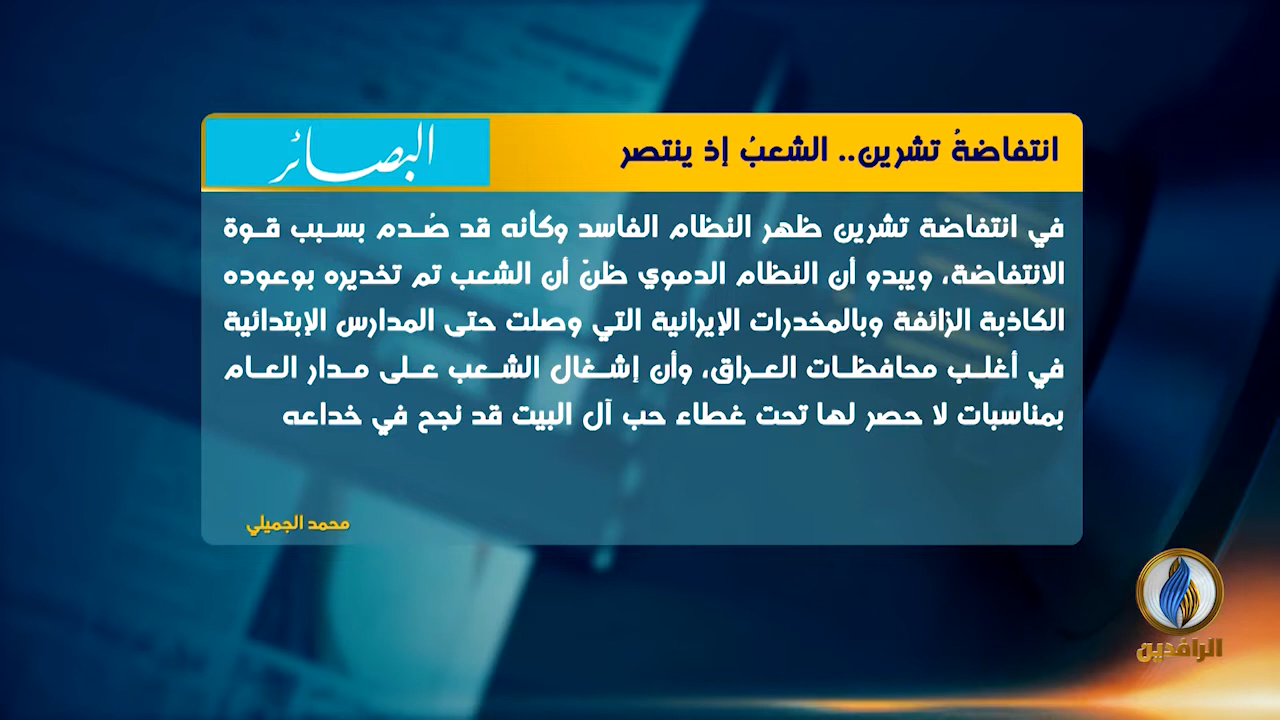 انتفاضةُ تشرين.. الشعبُ إذ ينتصر
البصائر
في انتفاضة تشرين ظهر النظام الفاسد وكأنه قد صُدم بسبب قوة
الانتفاضة، ويبدو أن النظام الدموي ظنّ أن الشعب تم تخديره بوعوده
الكاذبة الزائفة وبالمخدرات الإيرانية التي وصلت حتى المدارس الإبتدائية
في أغلب محافظات العراق، وأن إشغال الشعب على مدار العام
بمناسبات لا حصر لها تحت غطاء حب آل البيت قد نجح في خداعه
محمد الجميلي
الرافدين